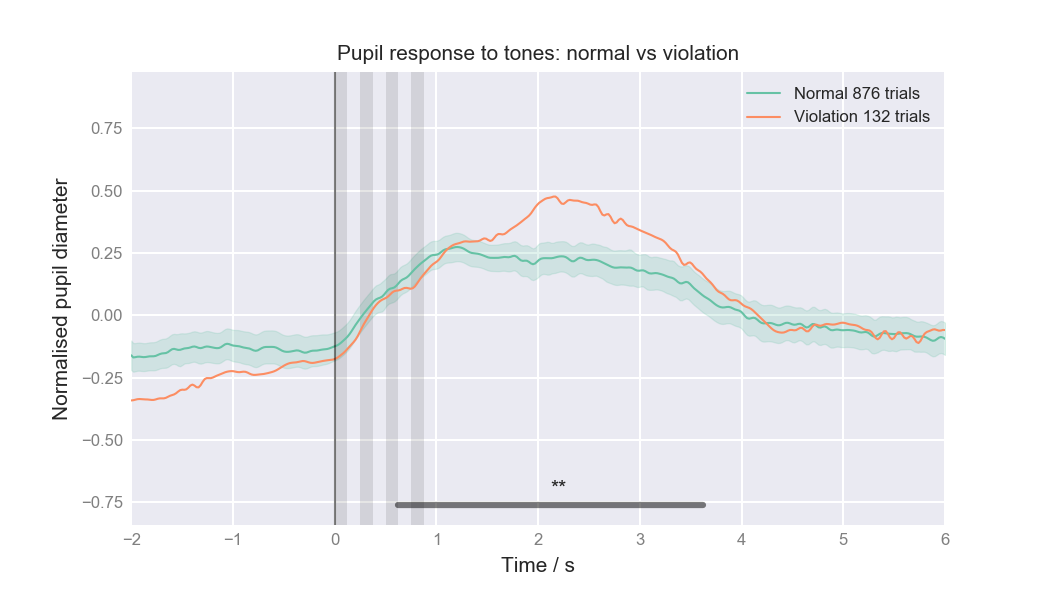 Pupil response to tones: normal vs violation
Normal 876 trials
Violation 132 trials
Normalised pupil diameter
0.75
0.50
0.25
0.00
−0.25
−0.50
−0.75
**
−2 −1 0 1 2 3 4 5 6
Time / s